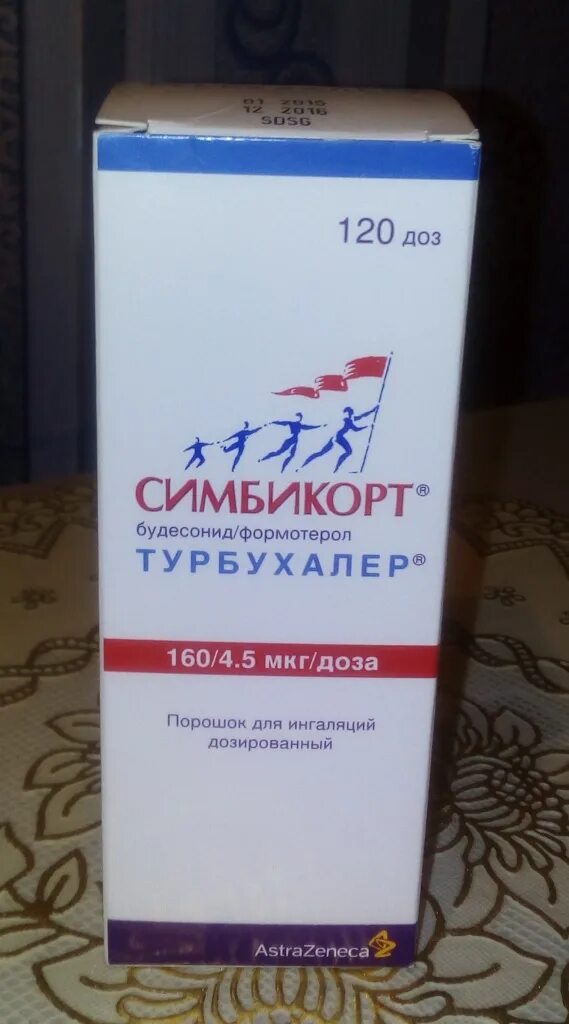 01 2015
12 2016
SDSG
120 доз
СИМБИКОРТ®
будесонид/формотерол
ТУРБУХАЛЕР®
160/4.5 мкг/доза
Порошок для ингаляций
дозированный
AstraZeneca